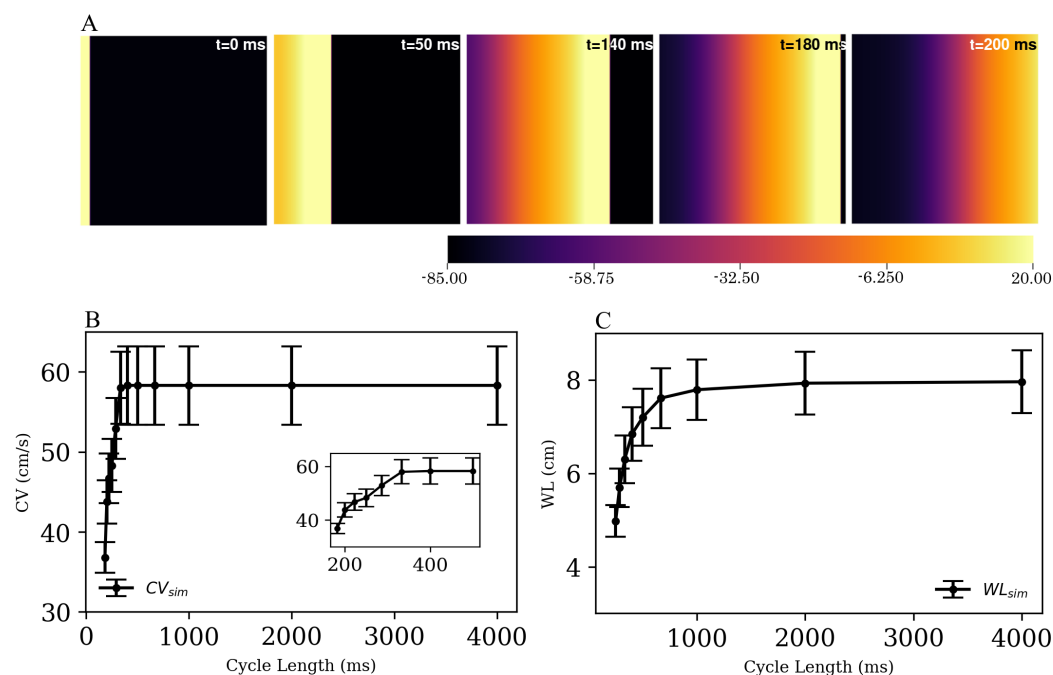 A
t=0 ms t=50 ms t=140 ms t=180 ms t=200 ms
-85.00 -58.75 -32.50 -6.250 20.00
B
CV (cm/s)
60
50
40
30
60
40
200 400
CVsim
0 1000 2000 3000 4000
Cycle Length (ms)
C
WL (cm)
8
6
4
WLsim
1000 2000 3000 4000
Cycle Length (ms)